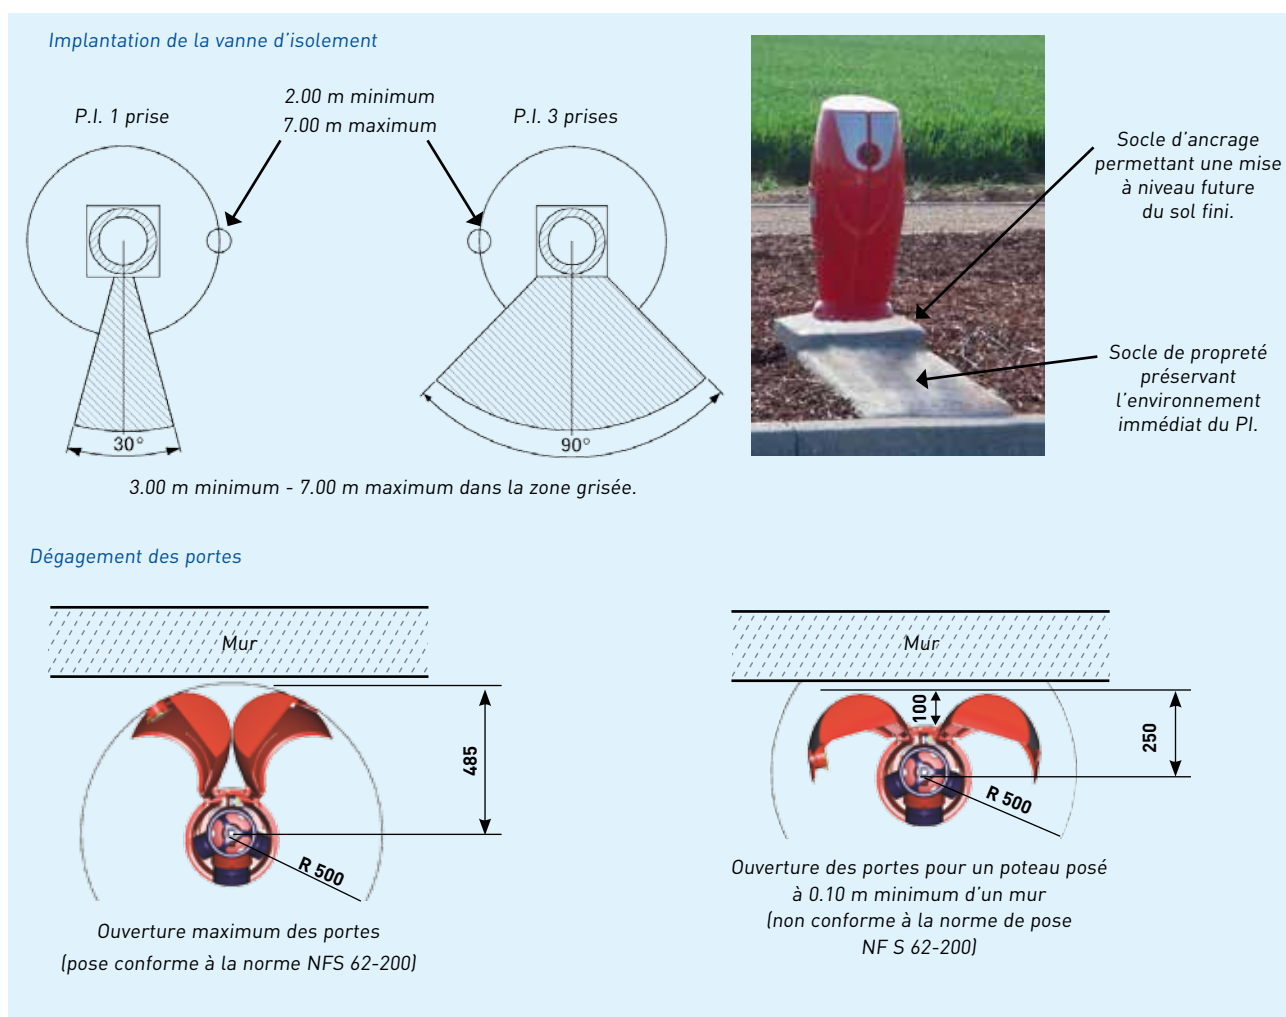 Implantation de la vanne d'isolement
P.I. 1 prise
2.00 m minimum
7.00 m maximum
P.I. 3 prises
Socle d'ancrage
permettant une mise
à niveau future
du sol fini.
Socle de propreté
préservant
l'environnement
immédiat du PI.
30°
90°
3.00 m minimum - 7.00 m maximum dans la zone grisée.
Dégagement des portes
Mur
485
R 500
Ouverture maximum des portes
(pose conforme à la norme NFS 62-200)
Mur
100
250
R 500
Ouverture des portes pour un poteau posé
à 0.10 m minimum d'un mur
(non conforme à la norme de pose
NF S 62-200)